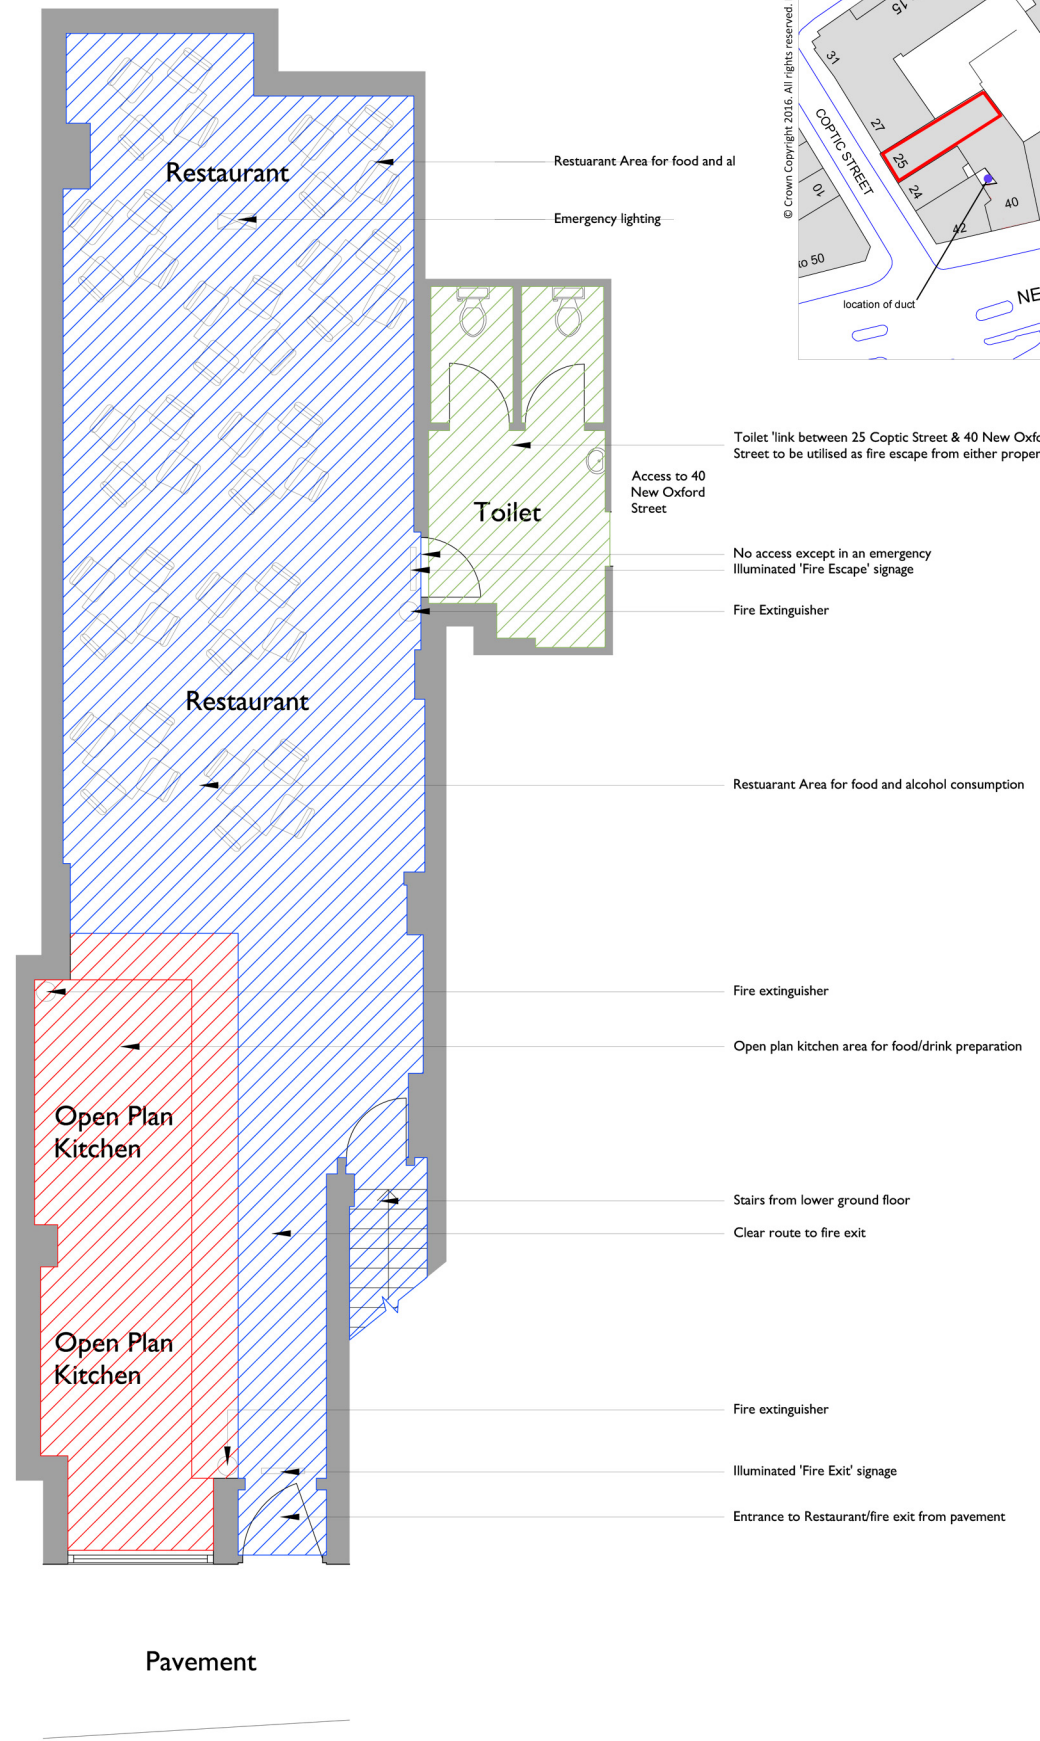 © Crown Copyright 2016. All rights reserved.
15
31
27
25
24
10
42
40
to 50
COPTIC STREET
NE
location of duct
Restaurant
Restuarant Area for food and al
Emergency lighting
Toilet 'link between 25 Coptic Street & 40 New Oxfo
Street to be utilised as fire escape from either proper
Access to 40
New Oxford
Street
Toilet
No access except in an emergency
Illuminated 'Fire Escape' signage
Fire Extinguisher
Restaurant
Restuarant Area for food and alcohol consumption
Fire extinguisher
Open plan kitchen area for food/drink preparation
Open Plan
Kitchen
Stairs from lower ground floor
Clear route to fire exit
Open Plan
Kitchen
Fire extinguisher
Illuminated 'Fire Exit' signage
Entrance to Restaurant/fire exit from pavement
Pavement